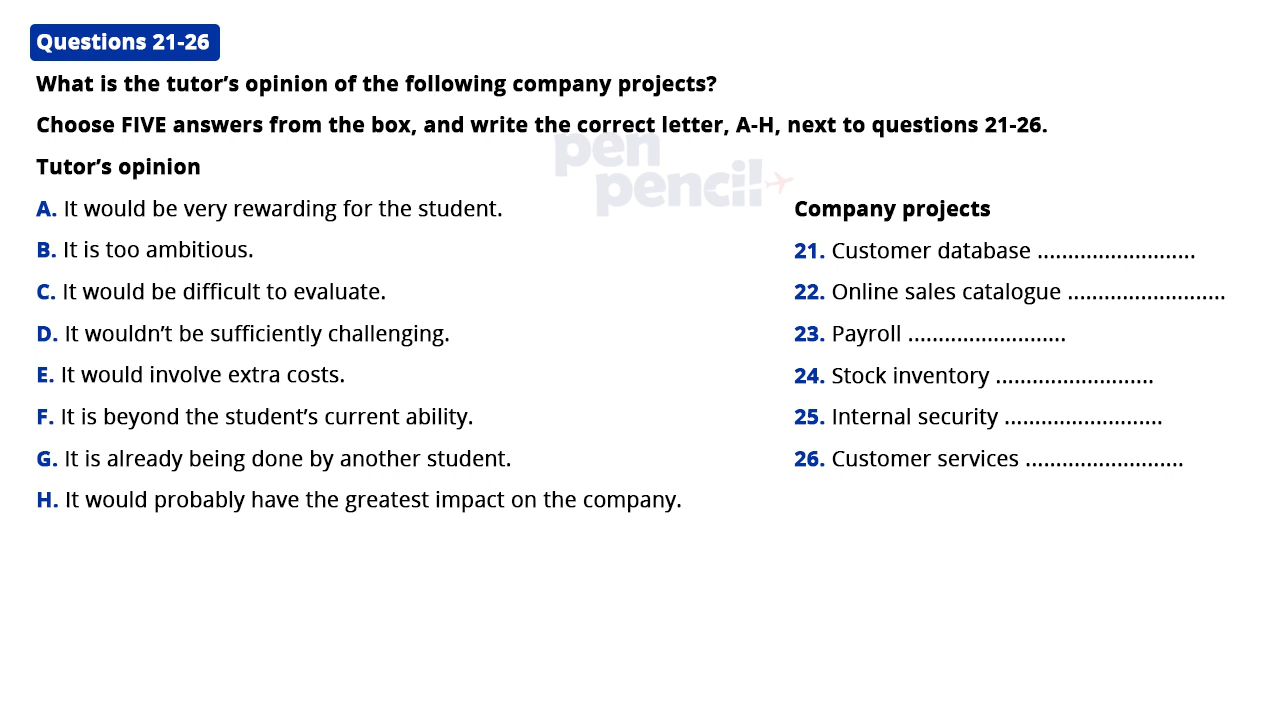 Questions 21-26
What is the tutor's opinion of the following company projects?
Choose FIVE answers from the box, and write the correct letter, A-H, next to questions 21-26.
pen
pencil
Tutor's opinion
A. It would be very rewarding for the student.
B. It is too ambitious.
C. It would be difficult to evaluate.
D. It wouldn't be sufficiently challenging.
E. It would involve extra costs.
F. It is beyond the student's current ability.
G. It is already being done by another student.
H. It would probably have the greatest impact on the company.
Company projects
21. Customer database ..........................
22. Online sales catalogue ..........................
23. Payroll ..........................
24. Stock inventory ..........................
25. Internal security ..........................
26. Customer services ..........................